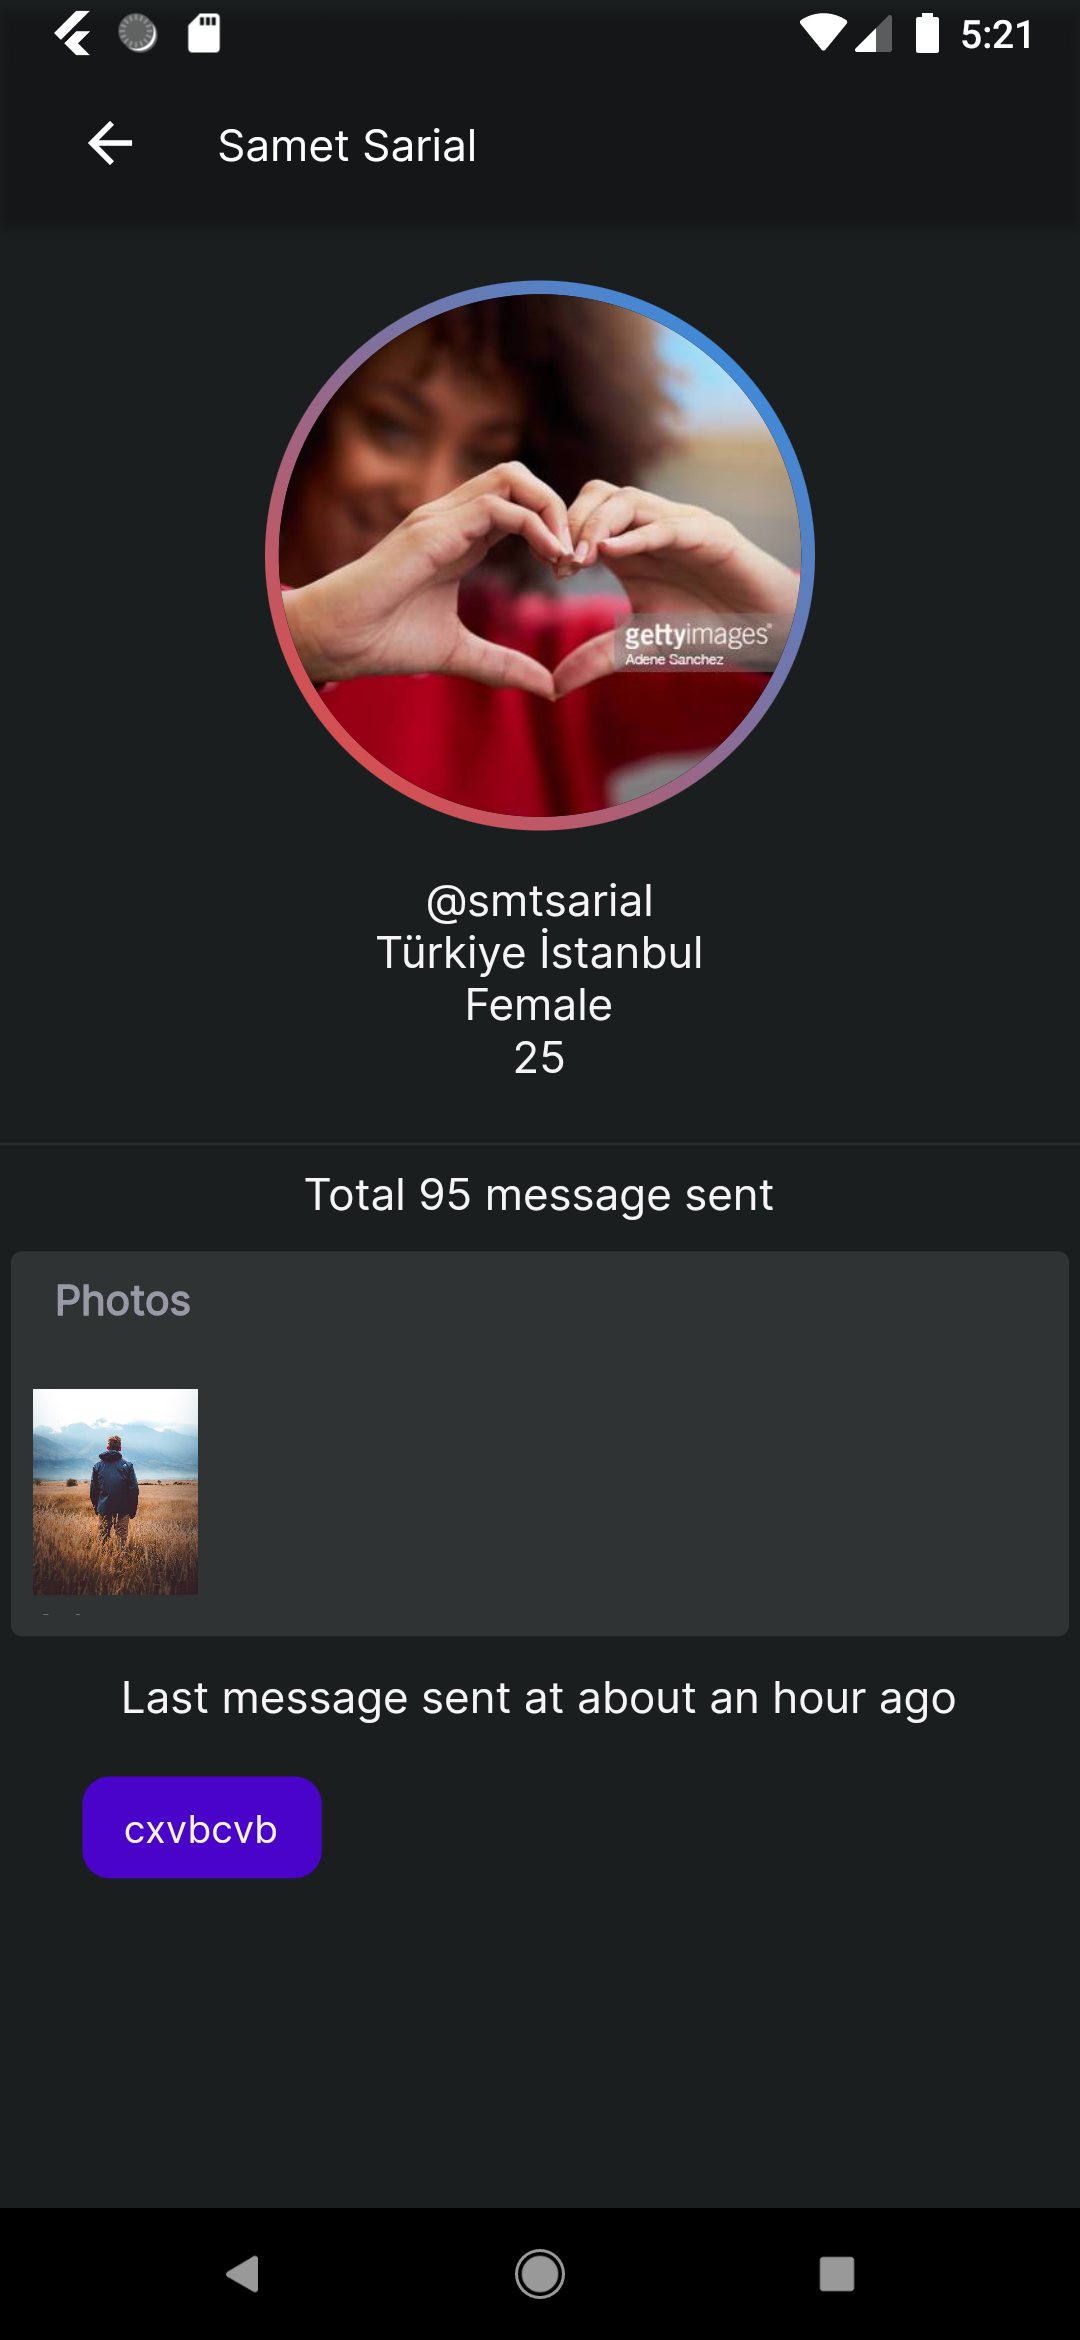 5:21
Samet Sarial
gettyimages®
Adene Sanchez
@smtsarial
Türkiye İstanbul
Female
25
Total 95 message sent
Photos
Last message sent at about an hour ago
cxvbcvb